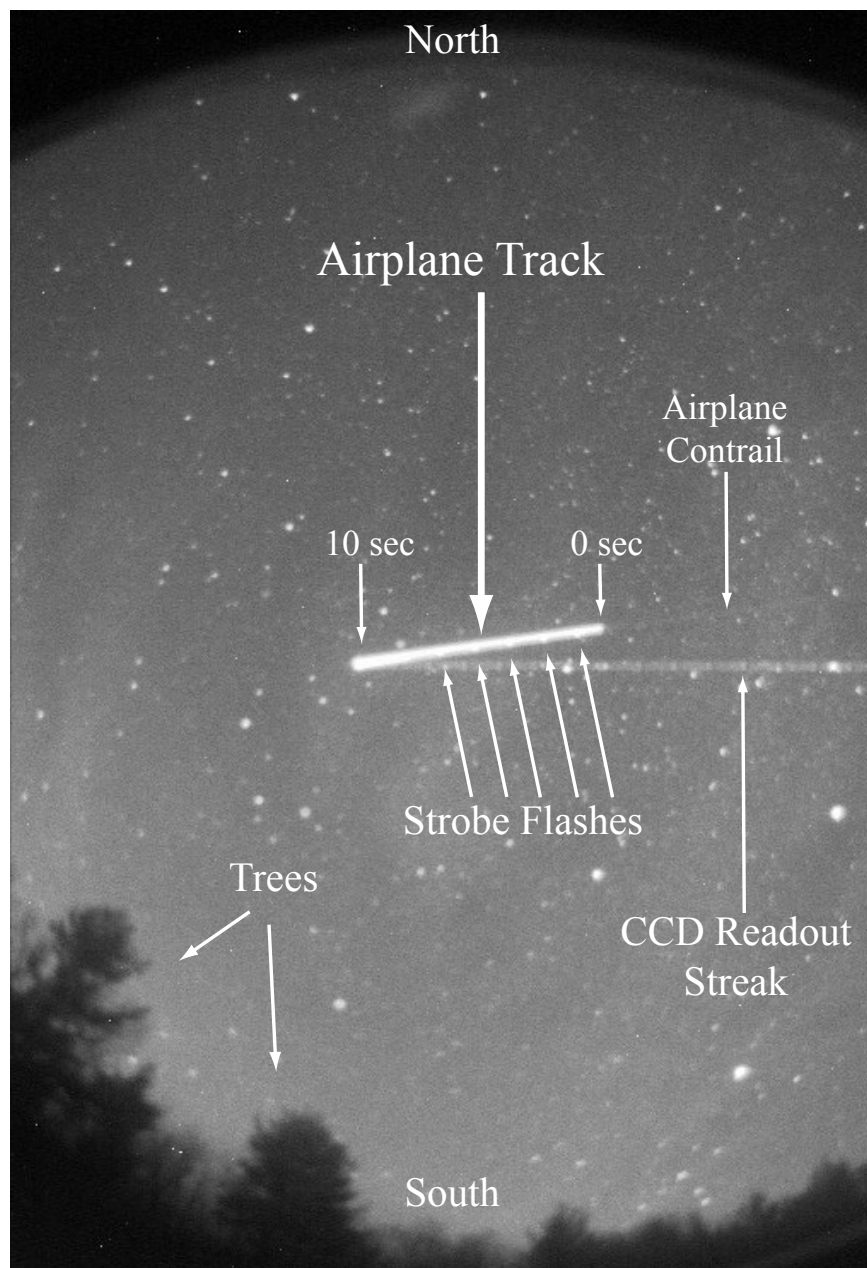 North
Airplane Track
Airplane
Contrail
10 sec
0 sec
Strobe Flashes
Trees
CCD Readout
Streak
South